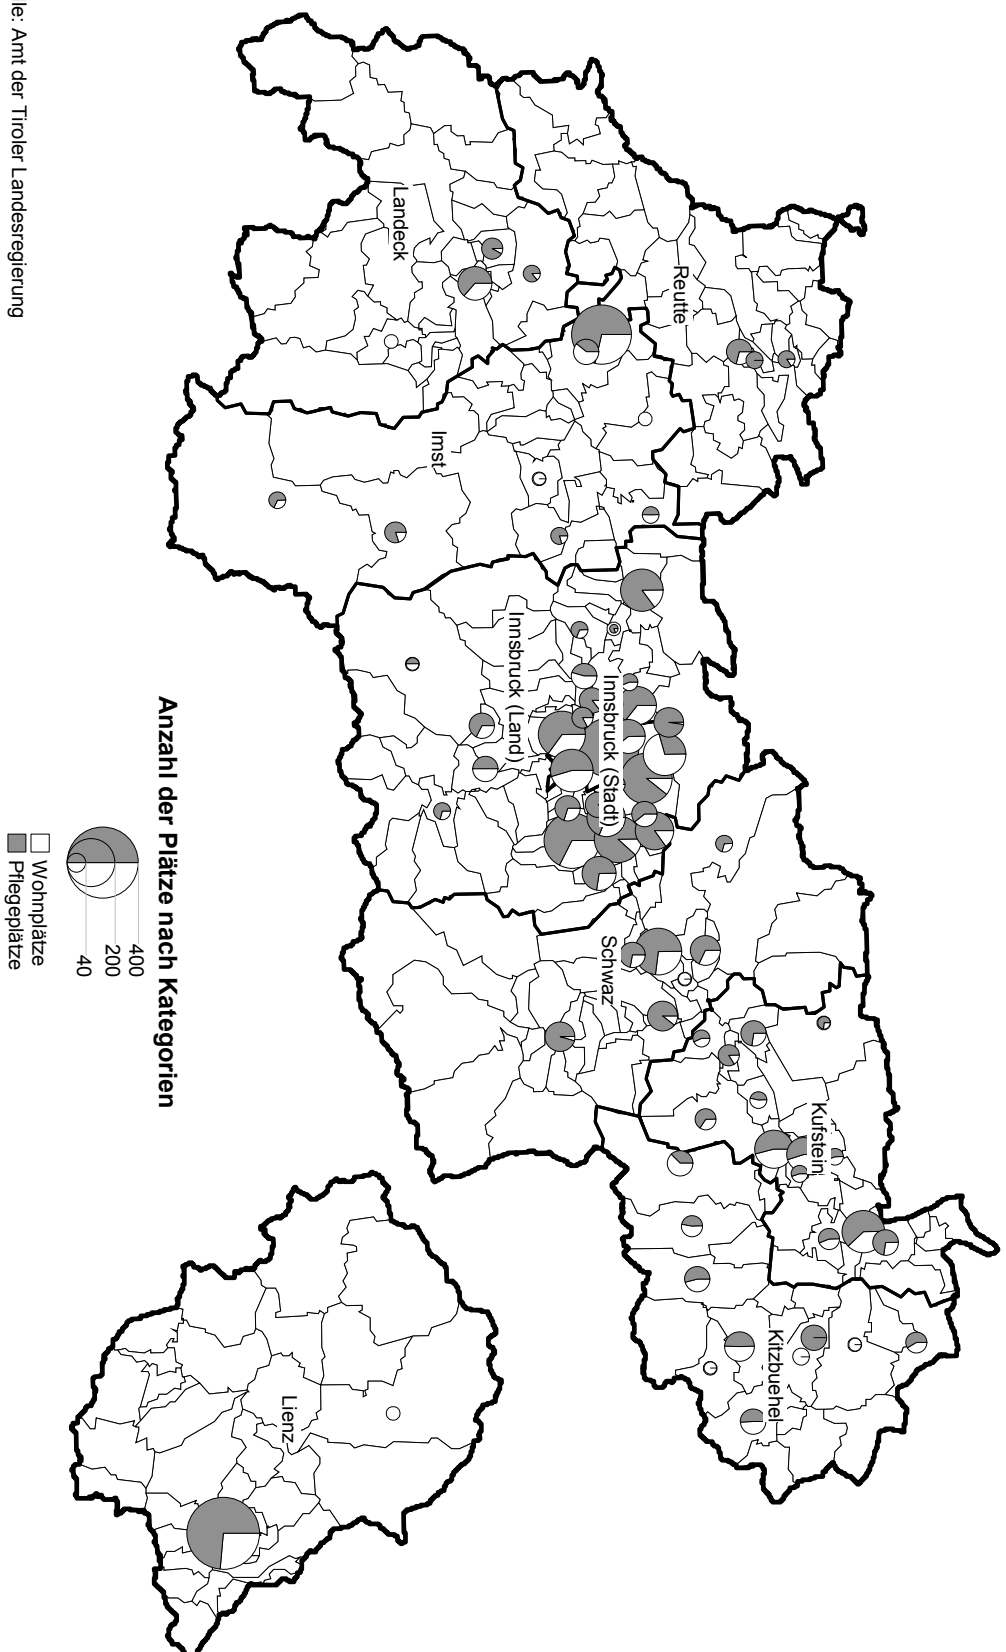 Reutte
Landeck
Imst
Innsbruck (Stadt)
Innsbruck (Land)
Schwaz
Kufstein
Kitzbuehel
Lienz
Anzahl der Plätze nach Kategorien
400
200
40
Wohnplätze
Pflegeplätze
le: Amt der Tiroler Landesregierung